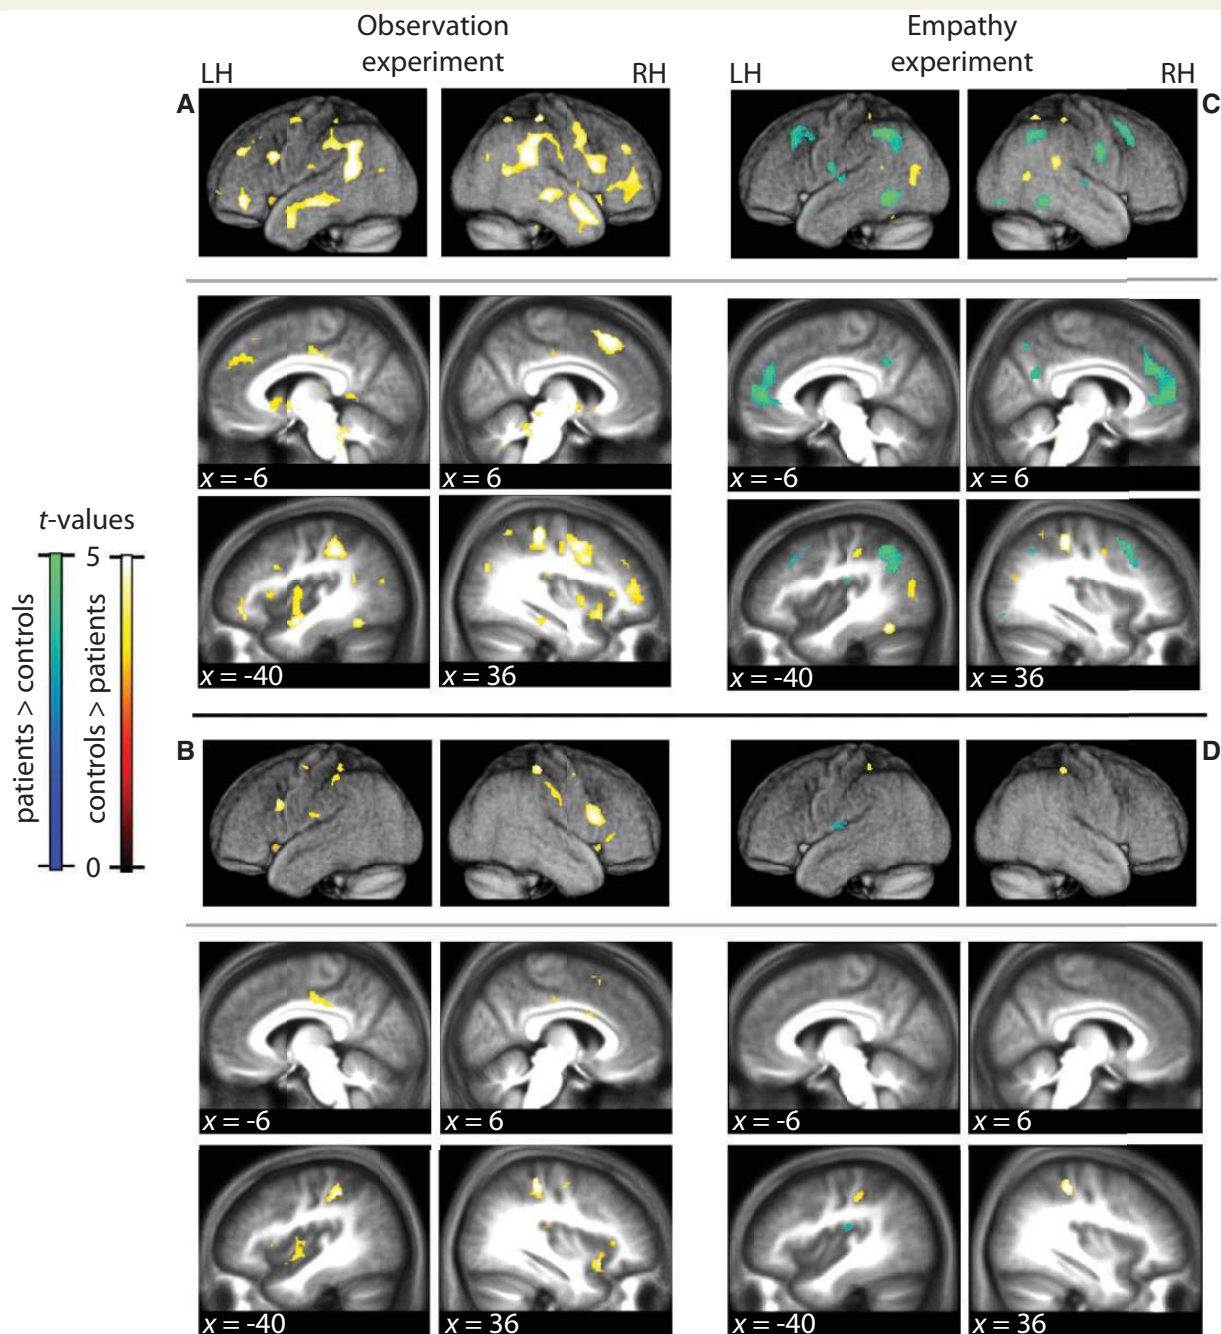 Observation
experiment
Empathy
experiment
LH
RH
LH
RH
A
C
x = -6
x = 6
x = -6
x = 6
x = -40
x = 36
x = -40
x = 36
t-values
5
0
patients > controls
controls > patients
B
D
x = -6
x = 6
x = -6
x = 6
x = -40
x = 36
x = -40
x = 36